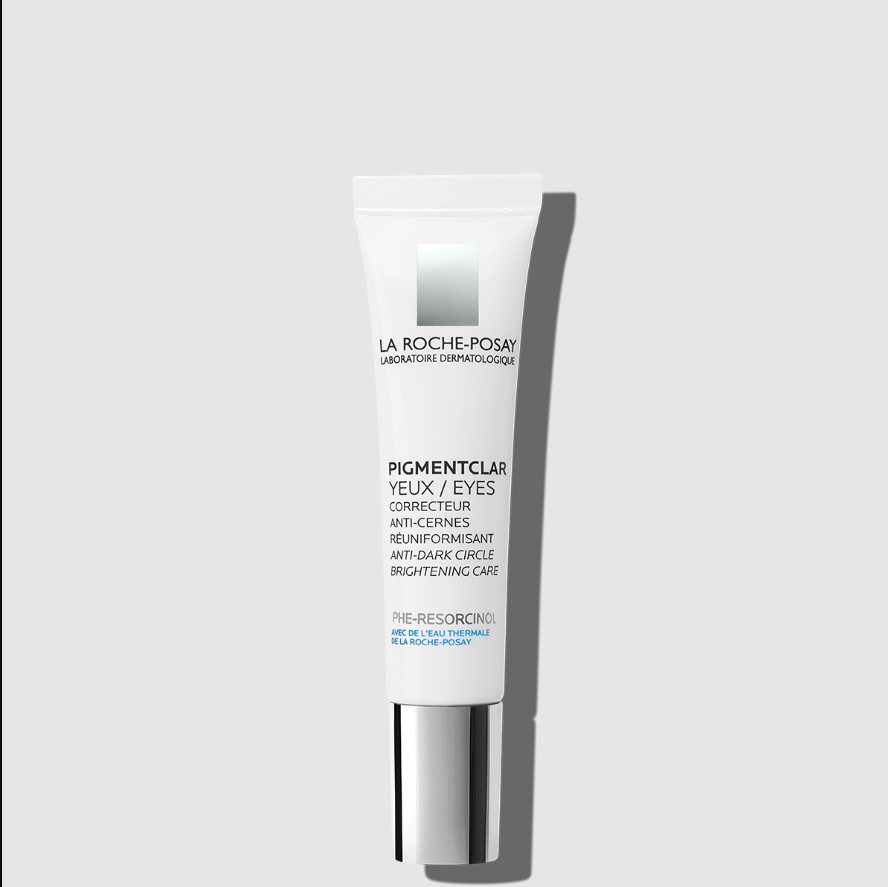 LA ROCHE-POSAY
LABORATOIRE DERMATOLOGIQUE
PIGMENTCLAR
YEUX / EYES
CORRECTEUR
ANTI-CERNES
RÉUNIFORMISANT
ANTI-DARK CIRCLE
BRIGHTENING CARE
PHE-RESORCINOL
AVEC DE L'EAU THERMALE
DE LA ROCHE-POSAY